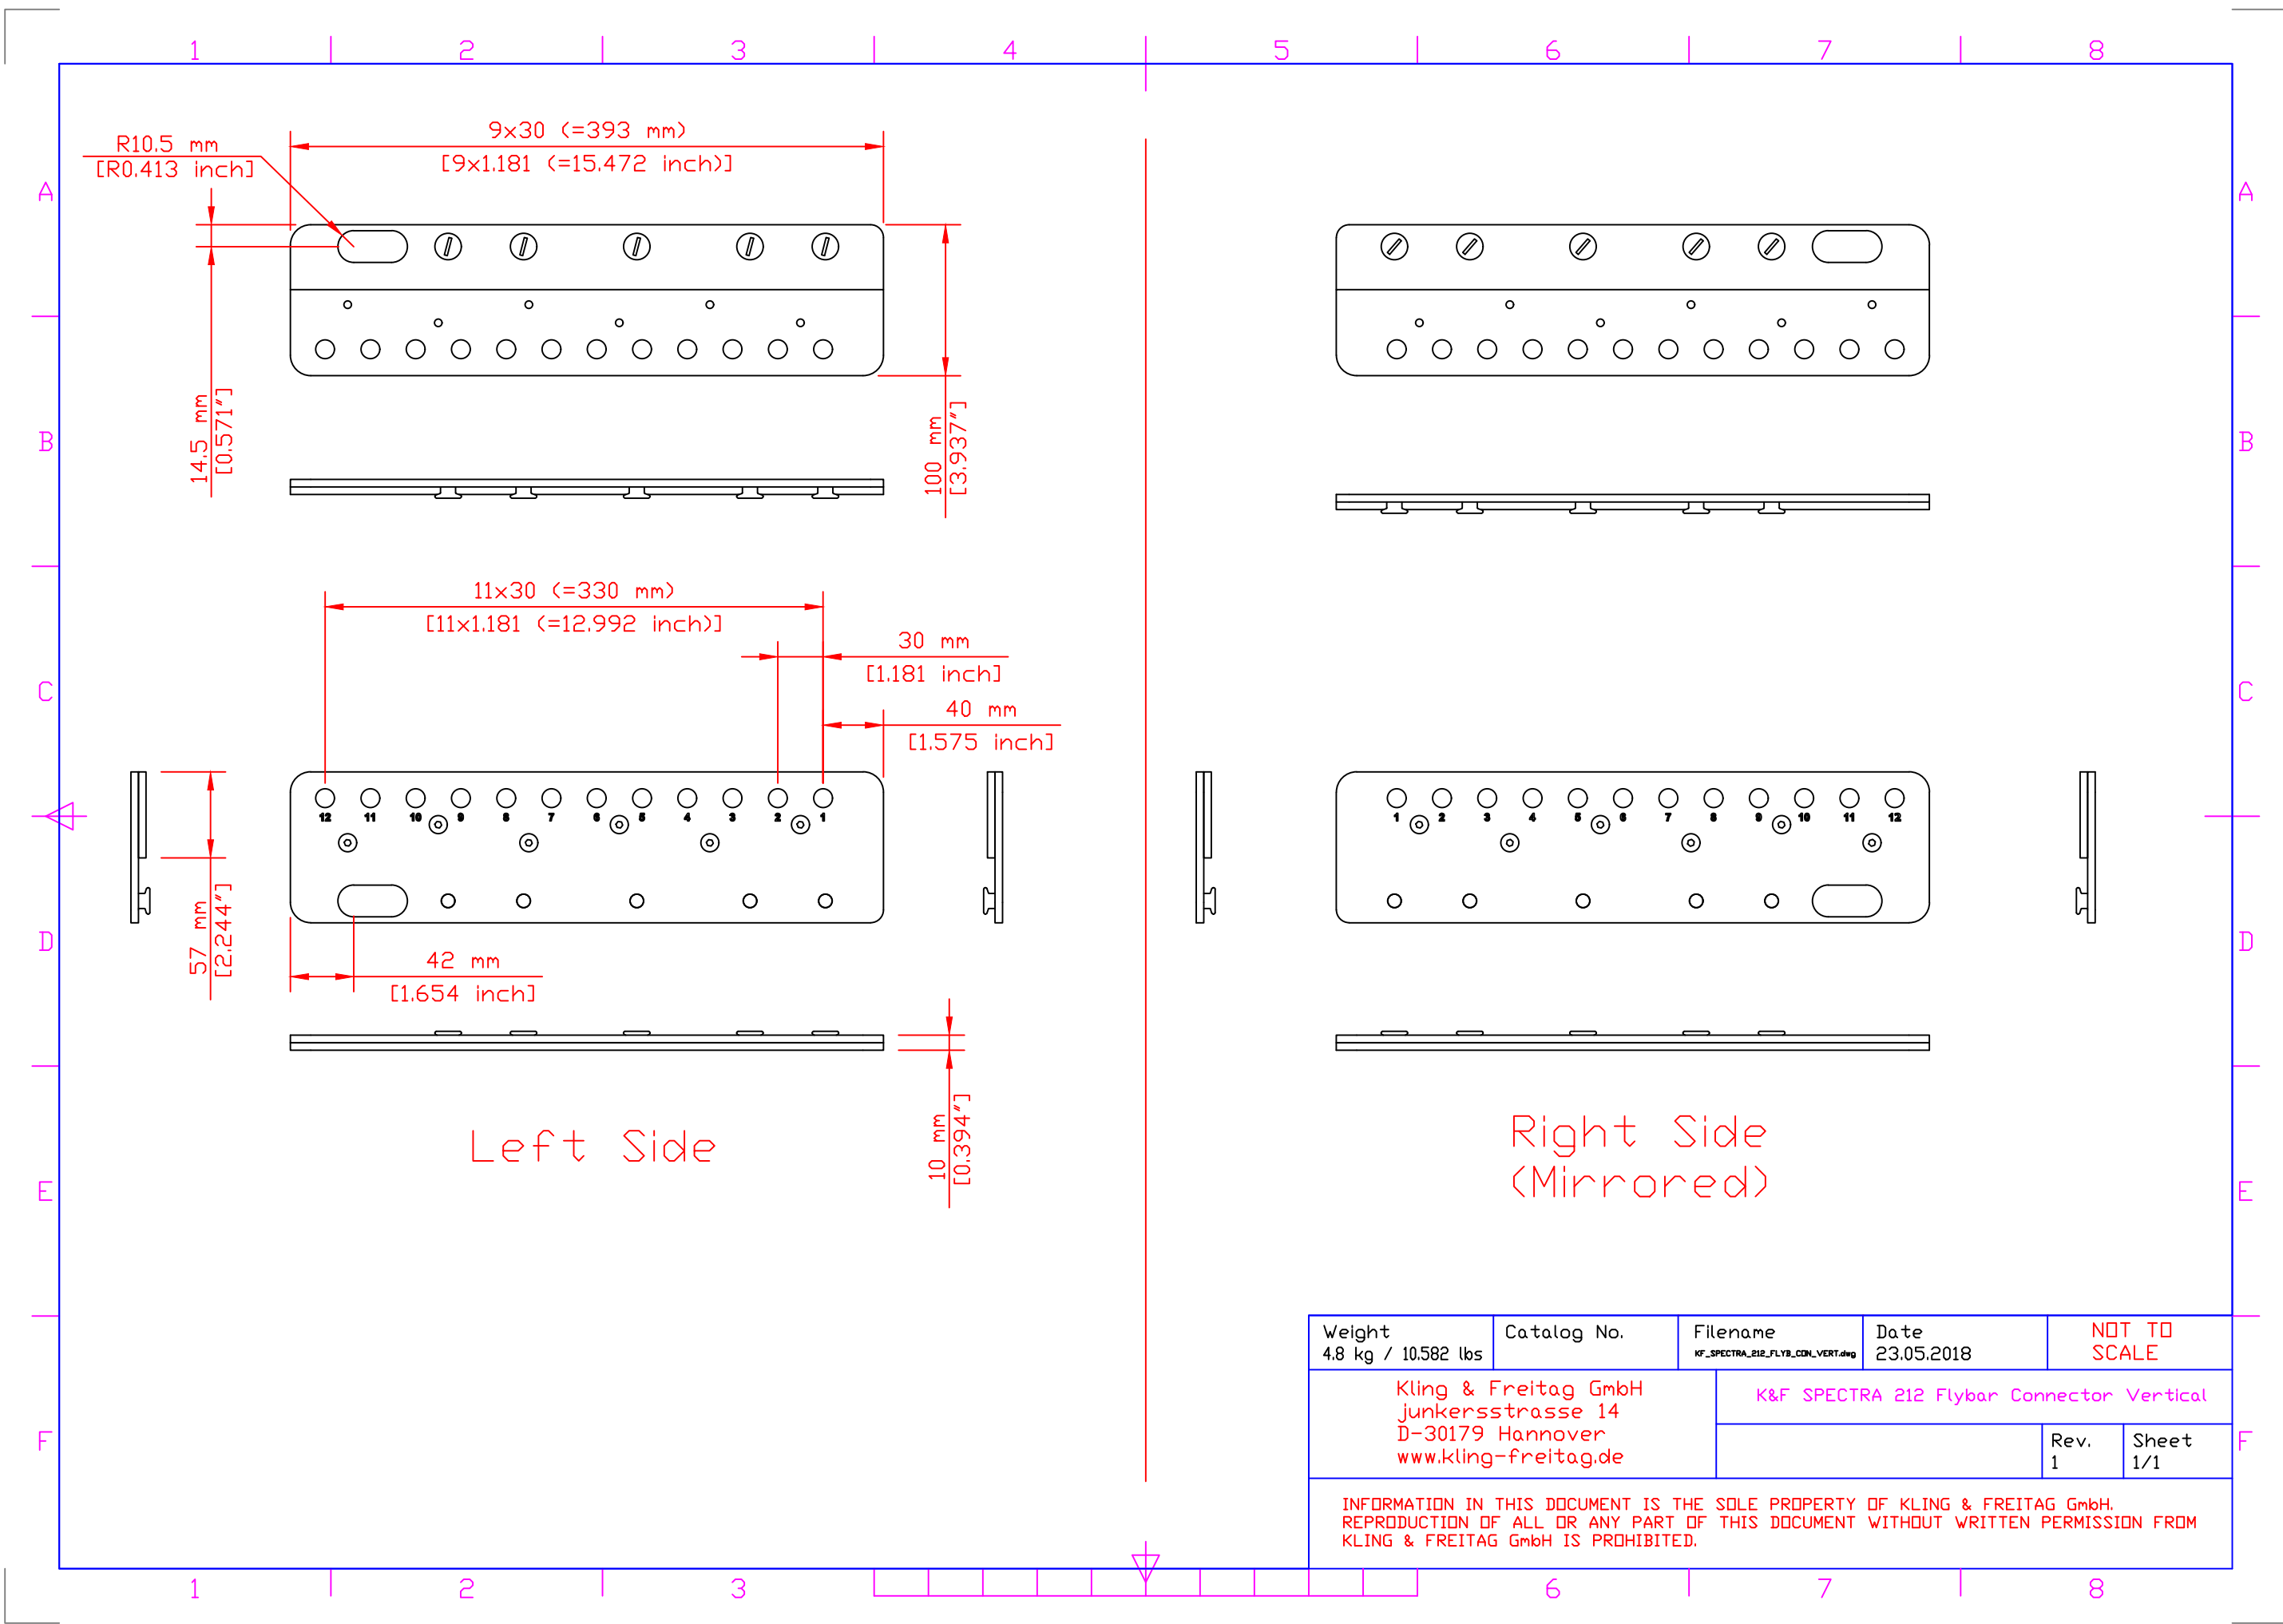 1 2 3 4 5 6 7 8
A A
R10.5 mm
[R0.413 inch]
9x30 (=393 mm)
[9x1.181 (=15.472 inch)]
14.5 mm
[0.571"]
100 mm
[3.937"]
B B
11x30 (=330 mm)
[11x1.181 (=12.992 inch)]
30 mm
[1.181 inch]
40 mm
[1.575 inch]
C C
12 11 10 9 8 7 6 5 4 3 2 1
1 2 3 4 5 6 7 8 9 10 11 12
57 mm
[2.244"]
42 mm
[1.654 inch]
D D
10 mm
[0.394"]
Left Side
Right Side
(Mirrored)
E E
Weight
4.8 kg / 10.582 lbs
Catalog No.
Filename
KF_SPECTRA_212_FLYB_CON_VERT.dwg
Date
23.05.2018
NOT TO
SCALE
Kling & Freitag GmbH
junkersstrasse 14
D-30179 Hannover
www.kling-freitag.de
K&F SPECTRA 212 Flybar Connector Vertical
Rev.
1
Sheet
1/1
F F
INFORMATION IN THIS DOCUMENT IS THE SOLE PROPERTY OF KLING & FREITAG GmbH.
REPRODUCTION OF ALL OR ANY PART OF THIS DOCUMENT WITHOUT WRITTEN PERMISSION FROM
KLING & FREITAG GmbH IS PROHIBITED.
1 2 3 6 7 8